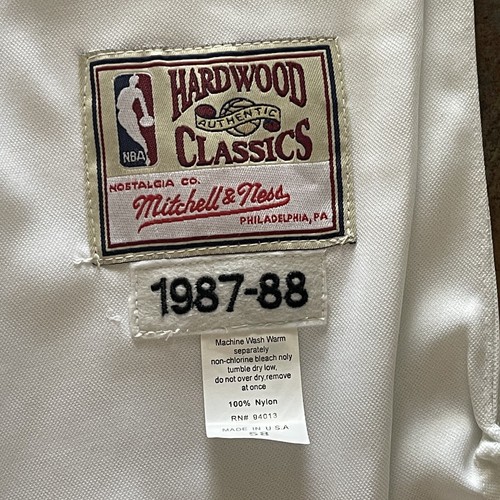 HARDWOOD
AUTHENTIC
CLASSICS
NBA
NOSTALGIA CO.
Mitchell & Ness
PHILADELPHIA, PA
1987-88
Machine Wash Warm
separately
non-chlorine bleach noly
tumble dry low,
do not over dry,remove
at once
100% Nylon
RN# 94013
MADE IN U.S.A
58